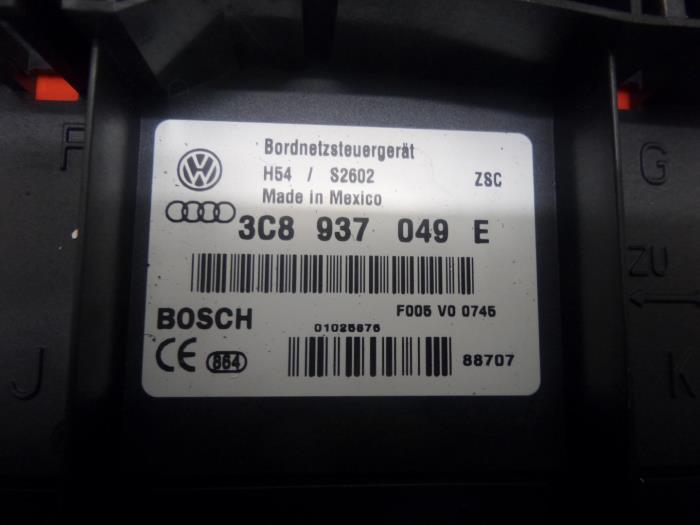 Bordnetzsteuergerät
H54 / S2602 ZSC
Made in Mexico
3C8 937 049 E
BOSCH F005 V0 0745
01025876
CE 864 88707
F
G
ZU
J
K